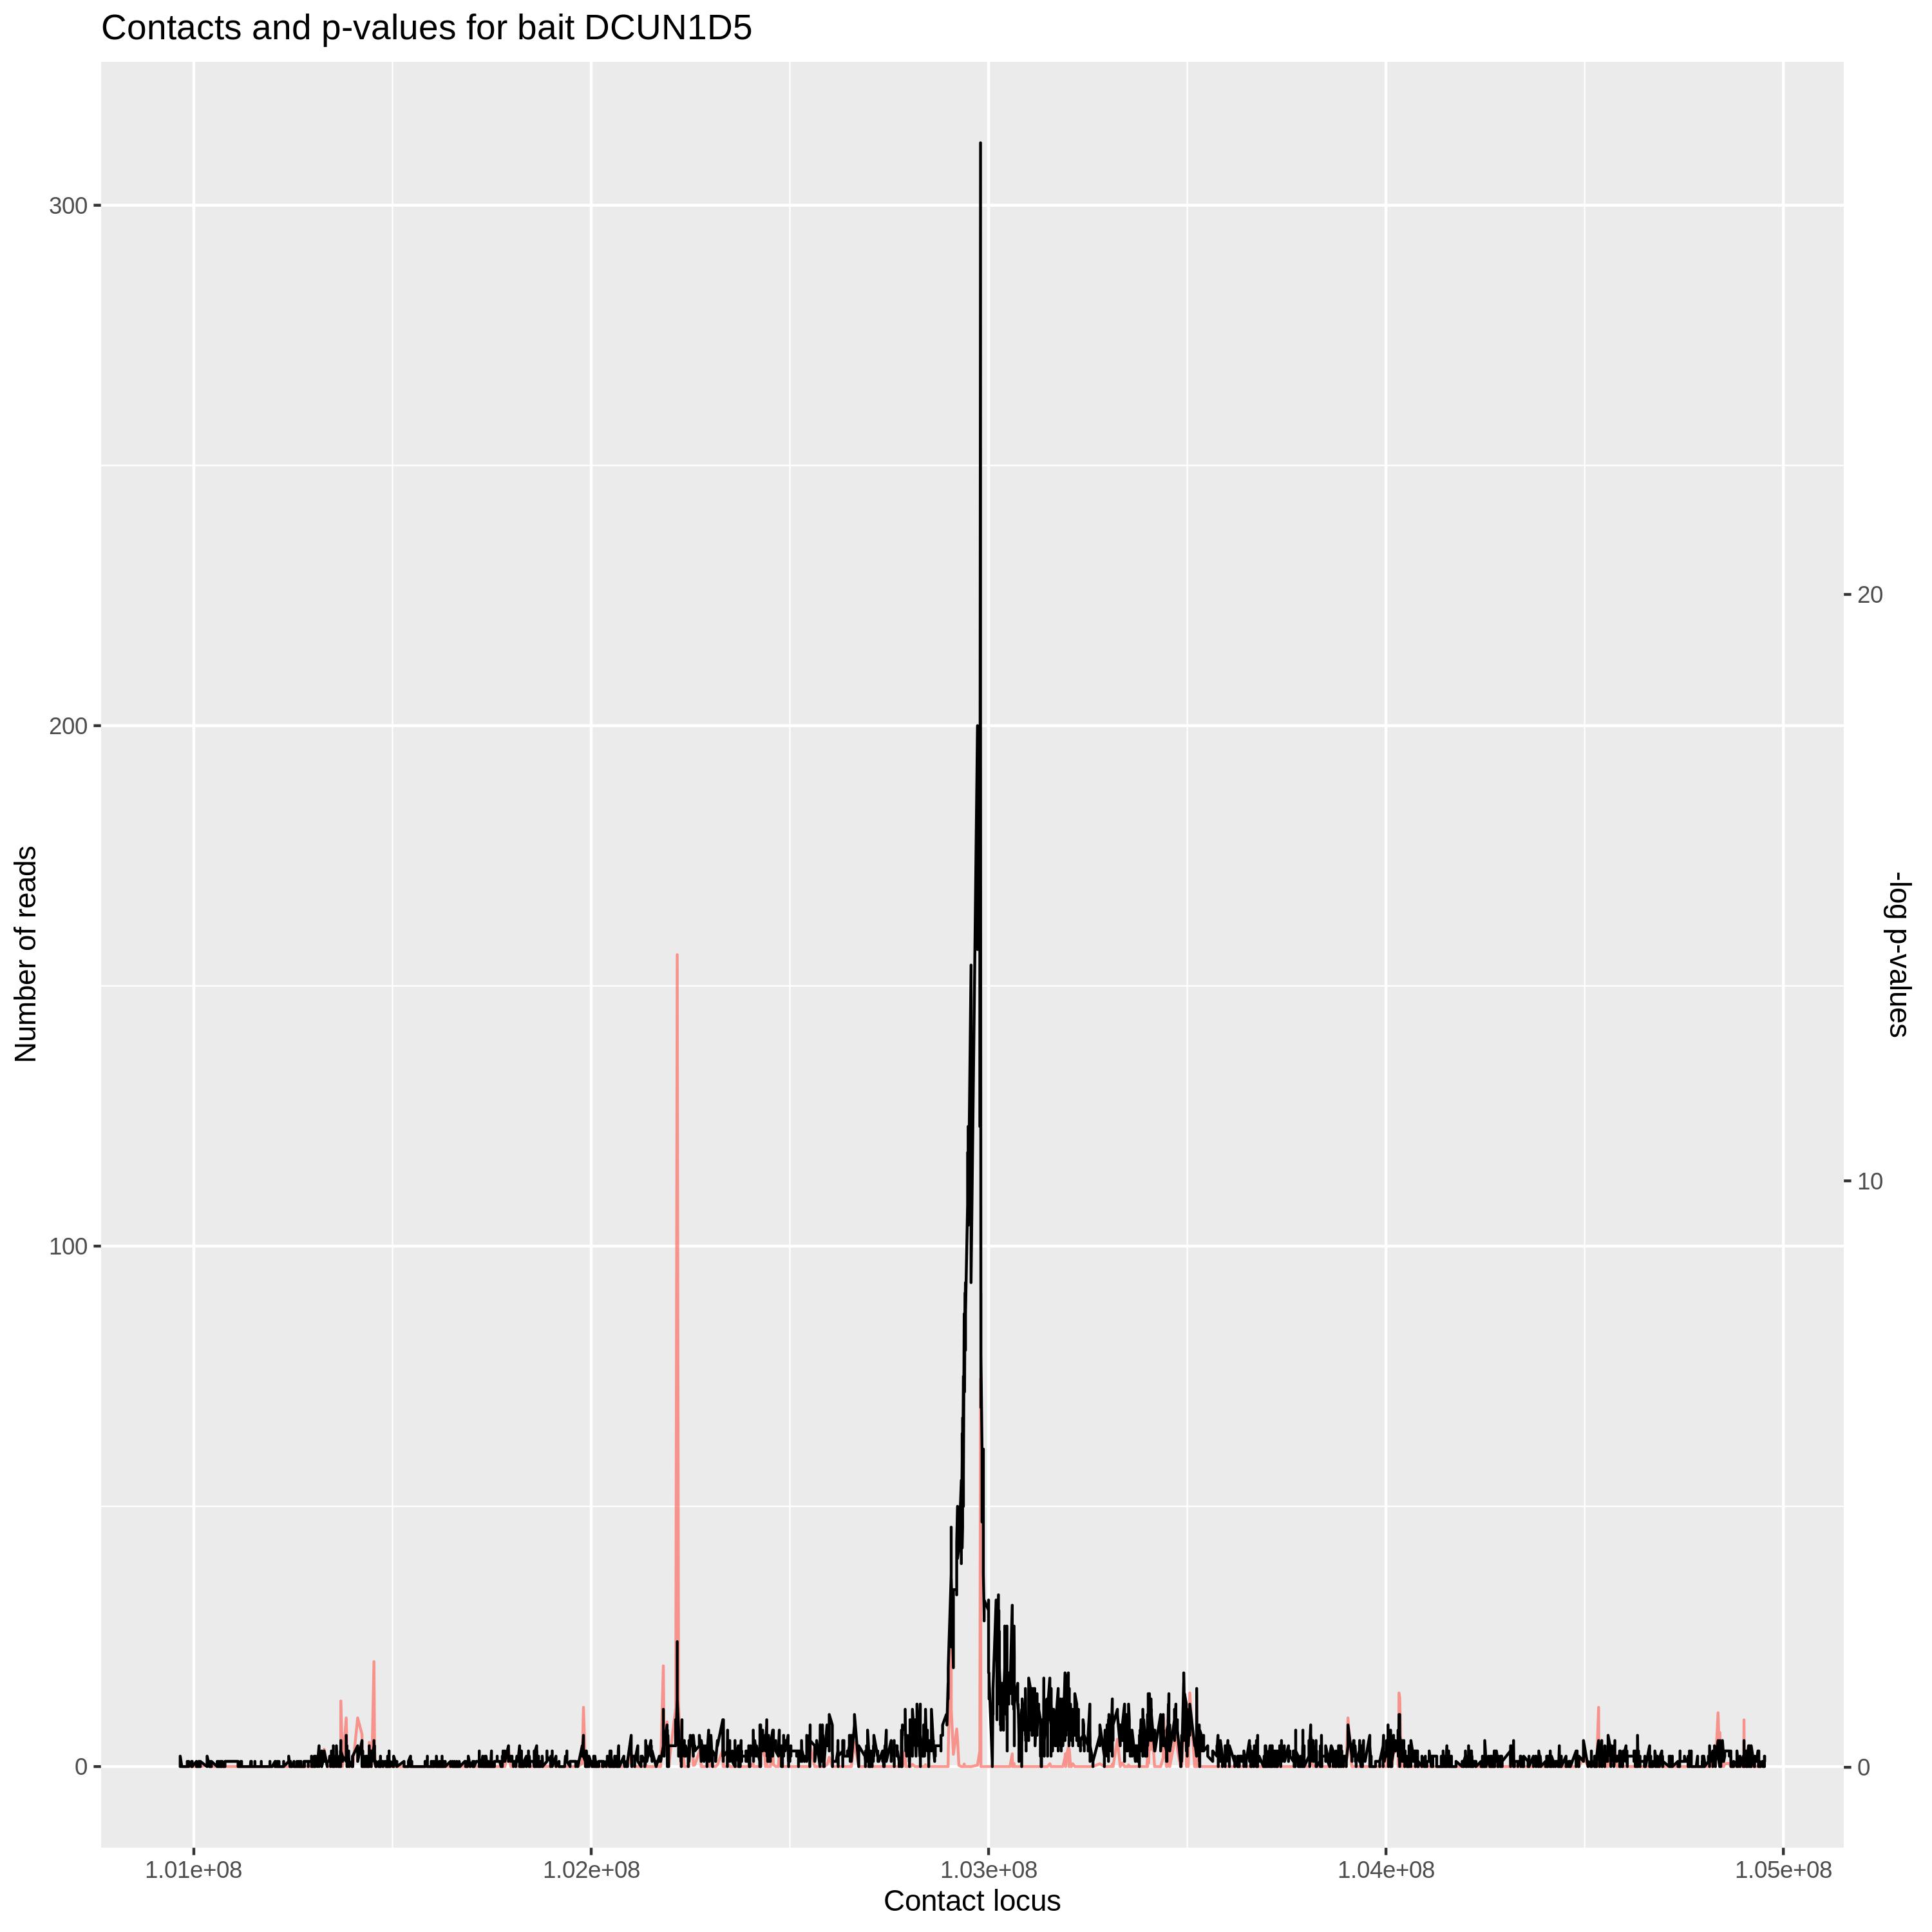 Contacts and p-values for bait DCUN1D5
300
200
100
0
Number of reads
20
10
0
-log p-values
1.01e+08
1.02e+08
1.03e+08
1.04e+08
1.05e+08
Contact locus